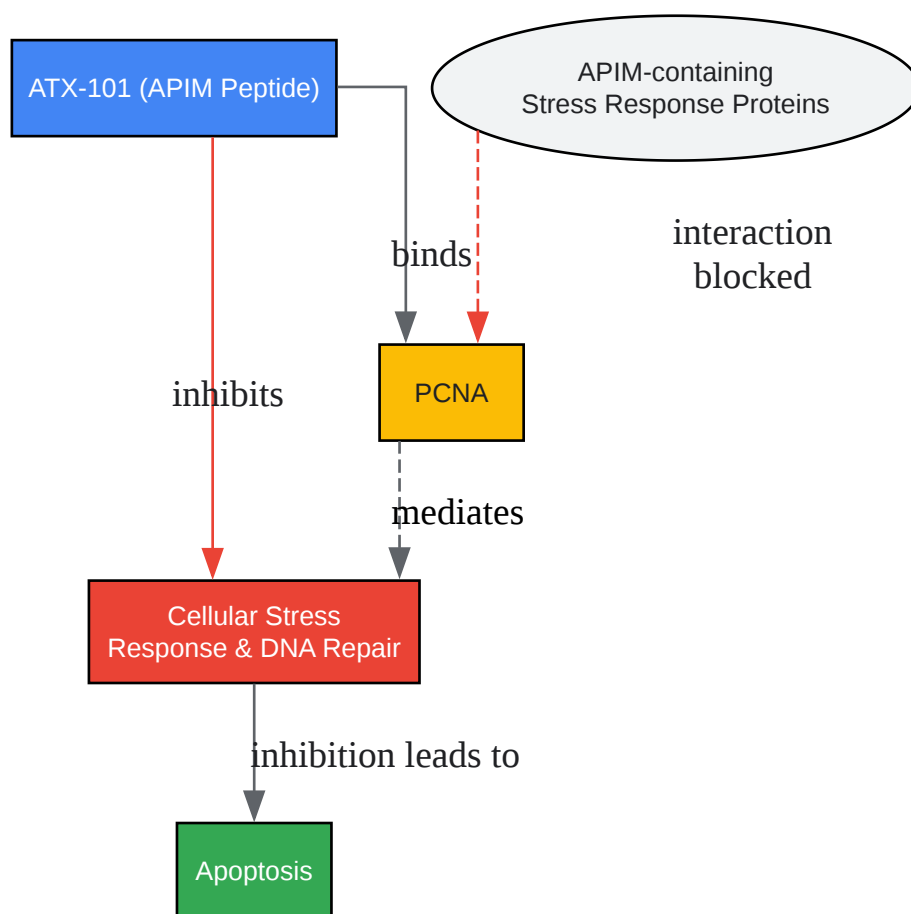 ATX-101 (APIM Peptide)
APIM-containing
Stress Response Proteins
binds
interaction
blocked
inhibits
PCNA
mediates
Cellular Stress
Response & DNA Repair
inhibition leads to
Apoptosis